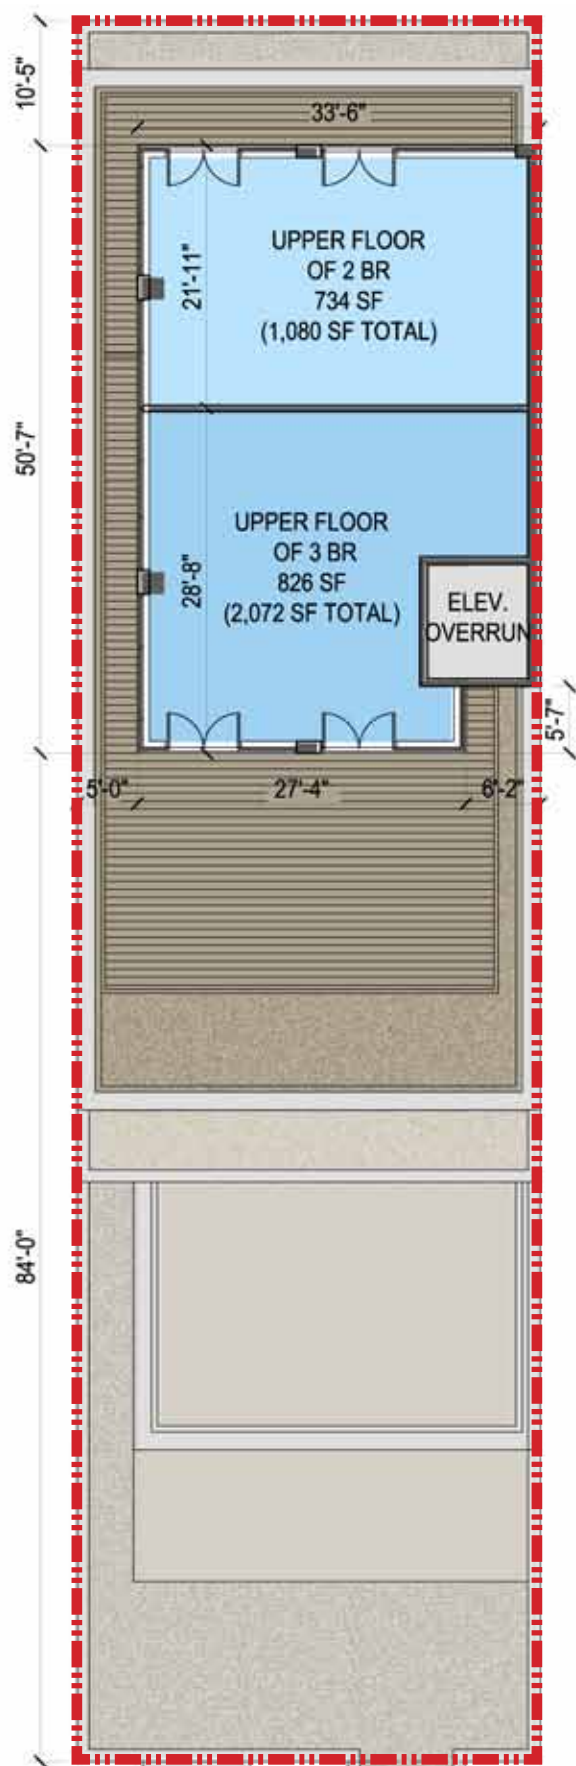 10'-5"
33'-6"
UPPER FLOOR
OF 2 BR
734 SF
(1,080 SF TOTAL)
21'-11"
50'-7"
UPPER FLOOR
OF 3 BR
826 SF
(2,072 SF TOTAL)
28'-8"
ELEV.
OVERRUN
5'-7"
5'-0"
27'-4"
6'-2"
84'-0"